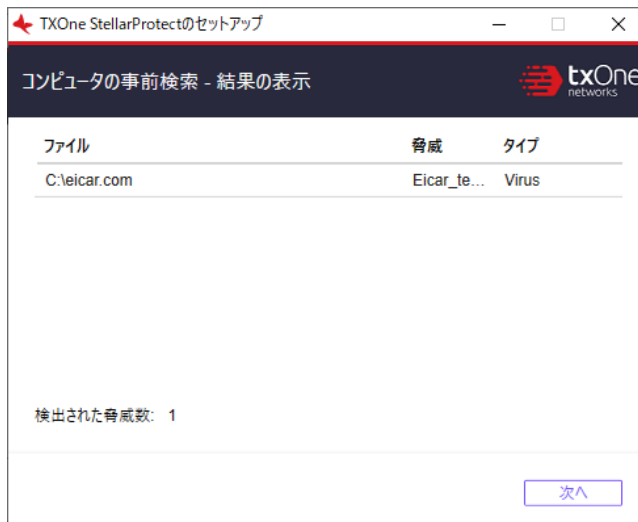 TXOne StellarProtectのセットアップ
コンピュータの事前検索 - 結果の表示
txOne
networks
ファイル 脅威 タイプ
C:\eicar.com Eicar_te... Virus
検出された脅威数: 1
次へ